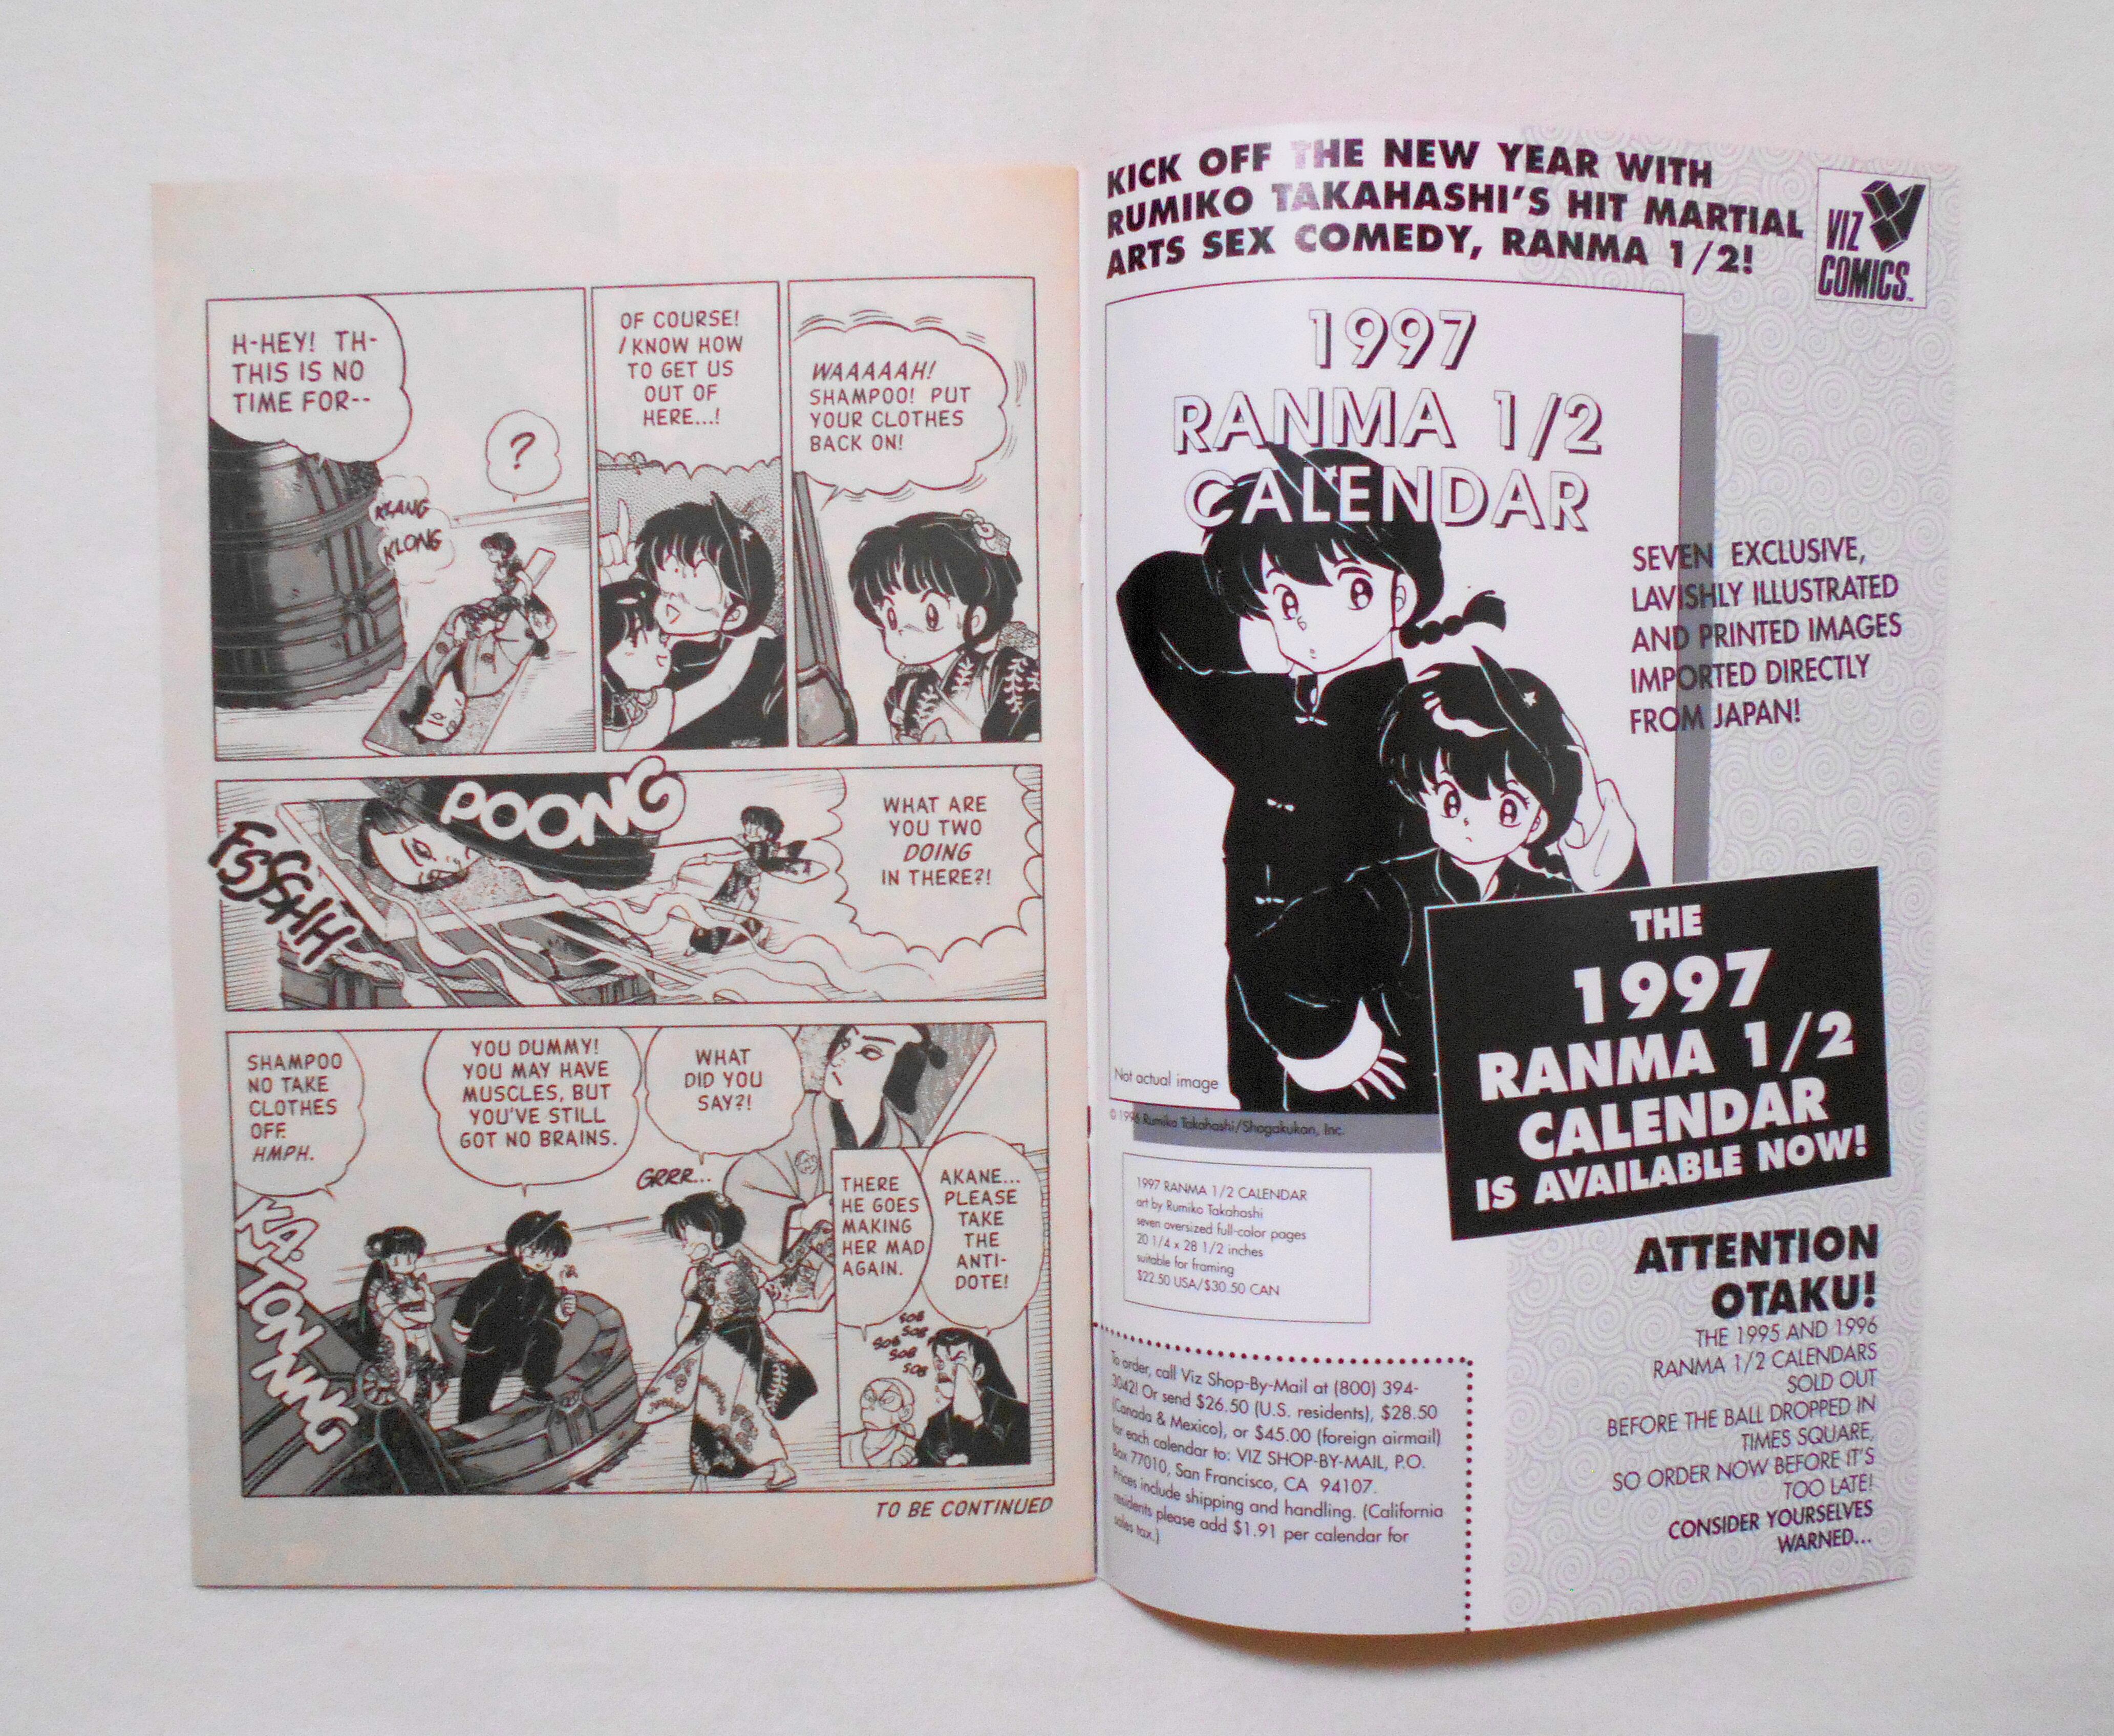 H-HEY! TH-
THIS IS NO
TIME FOR--
?
KLANG
KLONG
OF COURSE!
I KNOW HOW
TO GET US
OUT OF
HERE...!
WAAAAAH!
SHAMPOO! PUT
YOUR CLOTHES
BACK ON!
POONG
FSSSHH
WHAT ARE
YOU TWO
DOING
IN THERE?!
SHAMPOO
NO TAKE
CLOTHES
OFF.
HMPH.
YOU DUMMY!
YOU MAY HAVE
MUSCLES, BUT
YOU'VE STILL
GOT NO BRAINS.
WHAT
DID YOU
SAY?!
GRRR...
KA-TONNNG
THERE
HE GOES
MAKING
HER MAD
AGAIN.
AKANE...
PLEASE
TAKE
THE
ANTI-
DOTE!
SOB
SOB
SOB
SOB
SOB
TO BE CONTINUED
KICK OFF THE NEW YEAR WITH
RUMIKO TAKAHASHI'S HIT MARTIAL
ARTS SEX COMEDY, RANMA 1/2!
VIZ
COMICS™
1997
RANMA 1/2
CALENDAR
SEVEN EXCLUSIVE,
LAVISHLY ILLUSTRATED
AND PRINTED IMAGES
IMPORTED DIRECTLY
FROM JAPAN!
Not actual image
© 1996 Rumiko Takahashi/Shogakukan, Inc.
THE
1997
RANMA 1/2
CALENDAR
IS AVAILABLE NOW!
1997 RANMA 1/2 CALENDAR
art by Rumiko Takahashi
seven oversized full-color pages
20 1/4 x 28 1/2 inches
suitable for framing
$22.50 USA/$30.50 CAN
ATTENTION
OTAKU!
THE 1995 AND 1996
RANMA 1/2 CALENDARS
SOLD OUT
BEFORE THE BALL DROPPED IN
TIMES SQUARE,
SO ORDER NOW BEFORE IT'S
TOO LATE!
CONSIDER YOURSELVES
WARNED...
To order, call Viz Shop-By-Mail at (800) 394-
3042! Or send $26.50 (U.S. residents), $28.50
(Canada & Mexico), or $45.00 (foreign airmail)
for each calendar to: VIZ SHOP-BY-MAIL, P.O.
Box 77010, San Francisco, CA 94107.
Prices include shipping and handling. (California
residents please add $1.91 per calendar for
sales tax.)